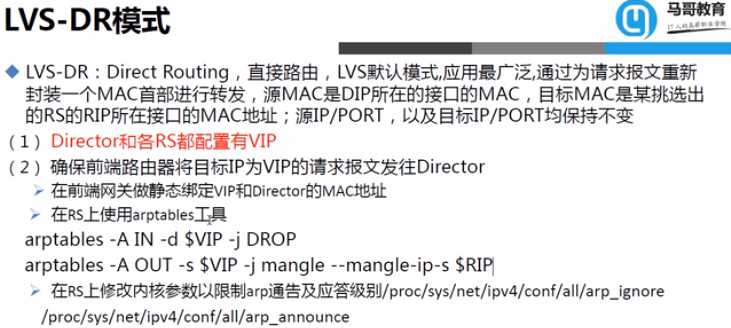 LVS-DR模式
马哥教育
◆ LVS-DR：Direct Routing，直接路由，LVS默认模式,应用最广泛,通过为请求报文重新
封装一个MAC首部进行转发，源MAC是DIP所在的接口的MAC，目标MAC是某挑选出
的RS的RIP所在接口的MAC地址；源IP/PORT，以及目标IP/PORT均保持不变
（1） Director和各RS都配置有VIP
（2） 确保前端路由器将目标IP为VIP的请求报文发往Director
➢ 在前端网关做静态绑定VIP和Director的MAC地址
➢ 在RS上使用arptables工具
arptables -A IN -d $VIP -j DROP
arptables -A OUT -s $VIP -j mangle --mangle-ip-s $RIP
➢ 在RS上修改内核参数以限制arp通告及应答级别/proc/sys/net/ipv4/conf/all/arp_ignore
/proc/sys/net/ipv4/conf/all/arp_announce